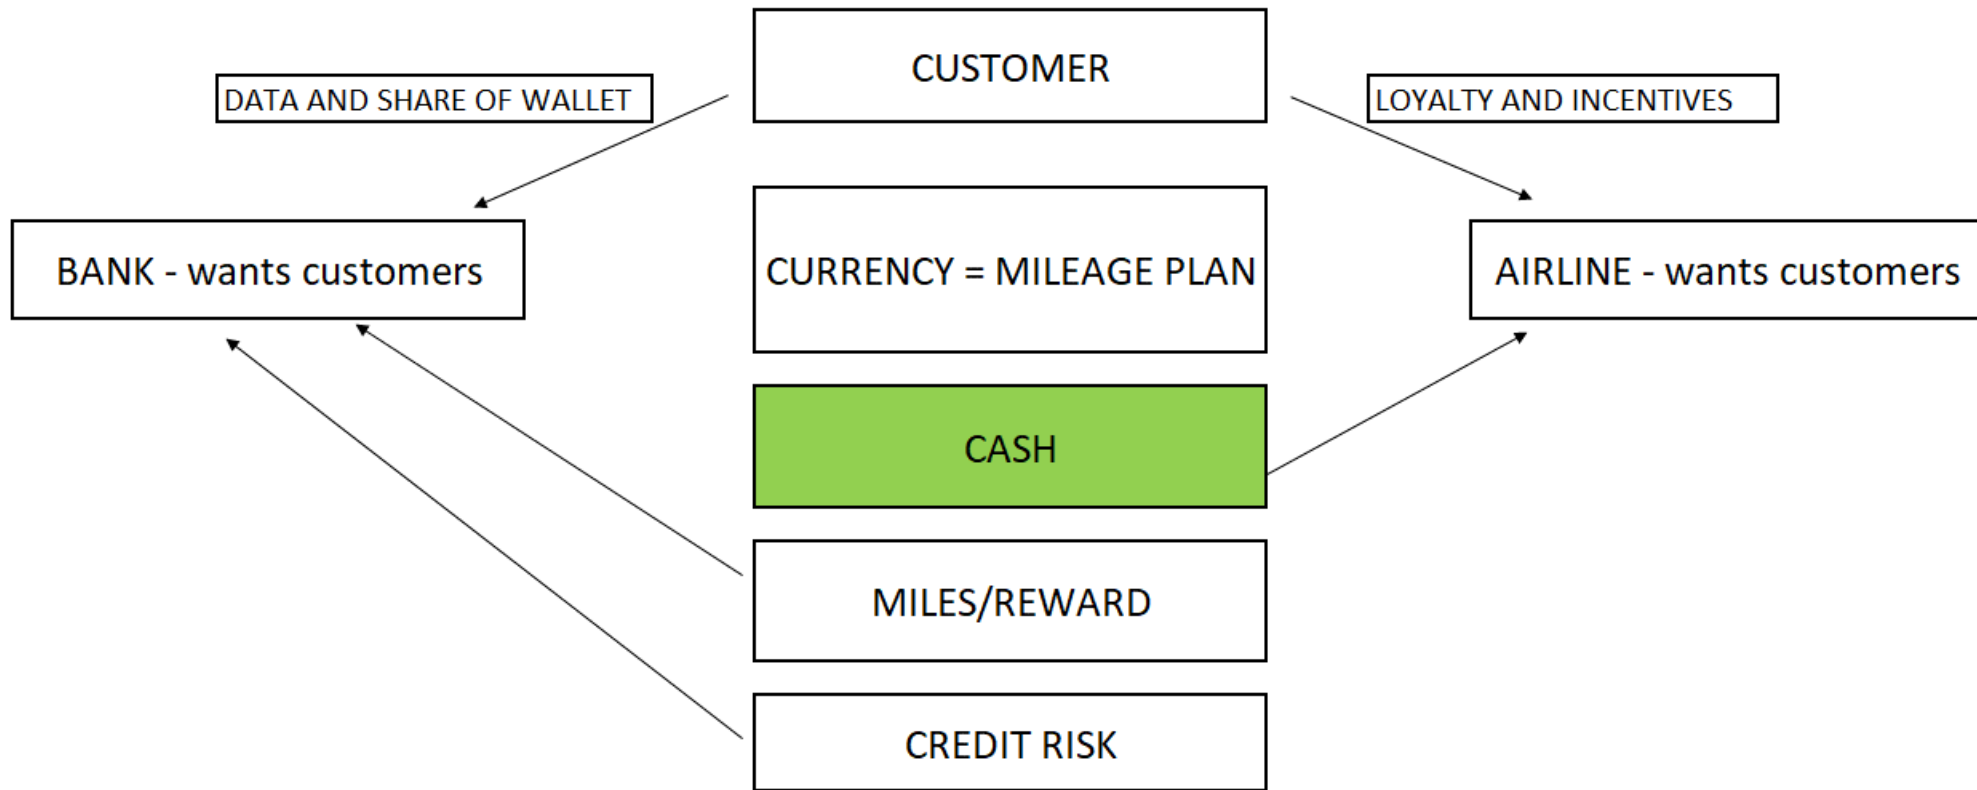 CUSTOMER
DATA AND SHARE OF WALLET
LOYALTY AND INCENTIVES
BANK - wants customers
CURRENCY = MILEAGE PLAN
AIRLINE - wants customers
CASH
MILES/REWARD
CREDIT RISK